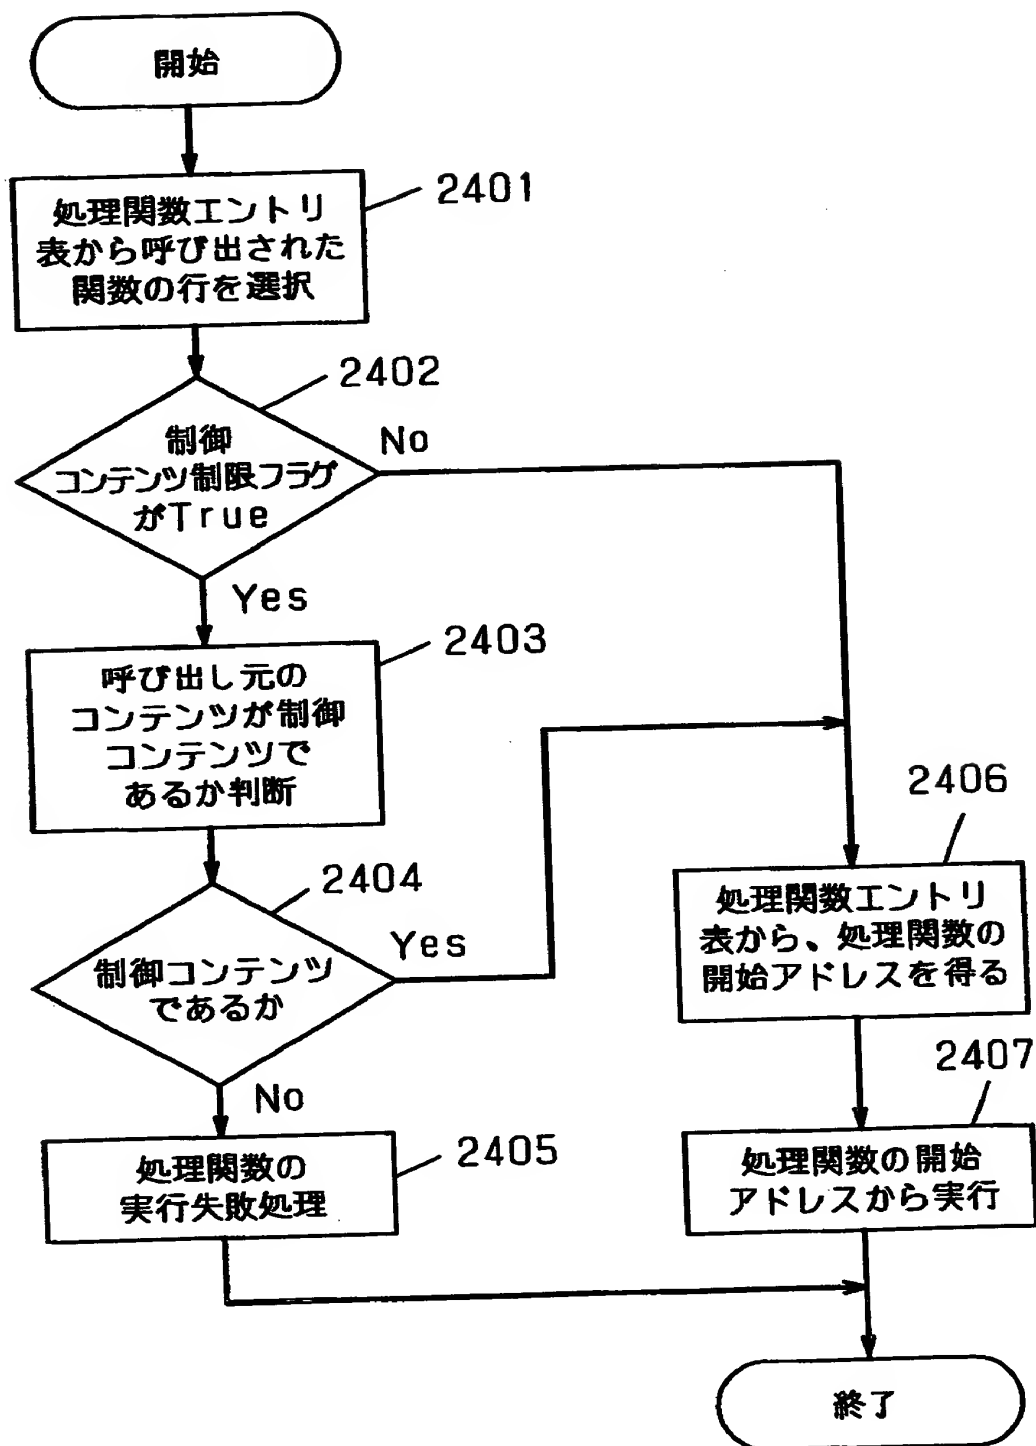 開始
処理関数エントリ
表から呼び出された
関数の行を選択
2401
制御
コンテンツ制限フラグ
がTrue
2402
No
Yes
呼び出し元の
コンテンツが制御
コンテンツで
あるか判断
2403
制御コンテンツ
であるか
2404
Yes
No
処理関数の
実行失敗処理
2405
処理関数エントリ
表から、処理関数の
開始アドレスを得る
2406
処理関数の開始
アドレスから実行
2407
終了